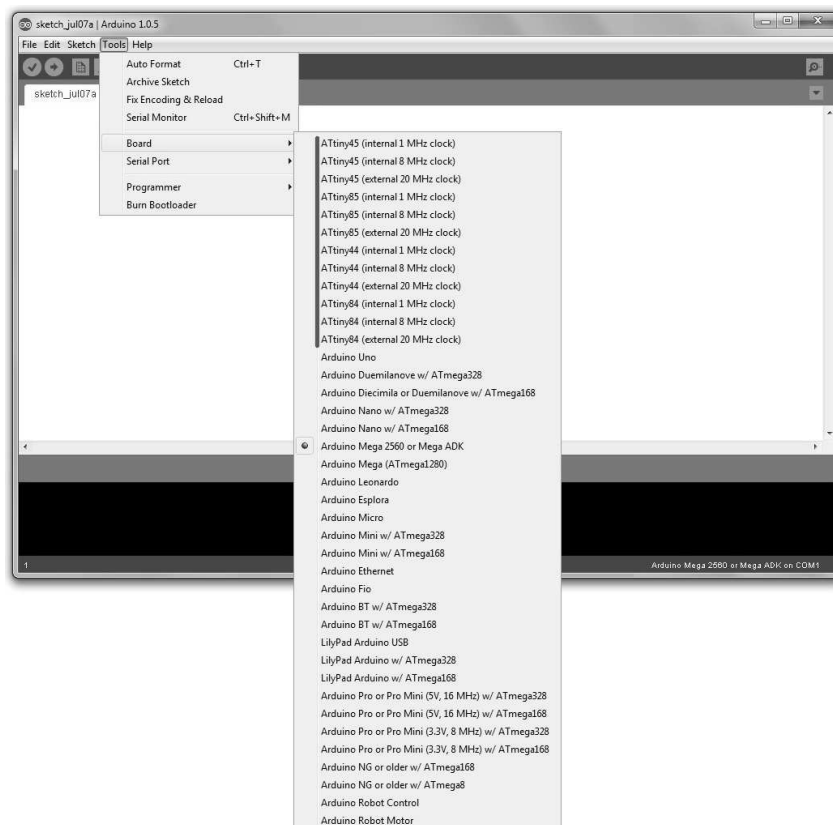 sketch_jul07a | Arduino 1.0.5
File Edit Sketch Tools Help
sketch_jul07a
Auto Format Ctrl+T
Archive Sketch
Fix Encoding & Reload
Serial Monitor Ctrl+Shift+M
Board
Serial Port
Programmer
Burn Bootloader
ATtiny45 (internal 1 MHz clock)
ATtiny45 (internal 8 MHz clock)
ATtiny45 (external 20 MHz clock)
ATtiny85 (internal 1 MHz clock)
ATtiny85 (internal 8 MHz clock)
ATtiny85 (external 20 MHz clock)
ATtiny44 (internal 1 MHz clock)
ATtiny44 (internal 8 MHz clock)
ATtiny44 (external 20 MHz clock)
ATtiny84 (internal 1 MHz clock)
ATtiny84 (internal 8 MHz clock)
ATtiny84 (external 20 MHz clock)
Arduino Uno
Arduino Duemilanove w/ ATmega328
Arduino Diecimila or Duemilanove w/ ATmega168
Arduino Nano w/ ATmega328
Arduino Nano w/ ATmega168
Arduino Mega 2560 or Mega ADK
Arduino Mega (ATmega1280)
Arduino Leonardo
Arduino Esplora
Arduino Micro
Arduino Mini w/ ATmega328
Arduino Mini w/ ATmega168
Arduino Ethernet
Arduino Fio
Arduino BT w/ ATmega328
Arduino BT w/ ATmega168
LilyPad Arduino USB
LilyPad Arduino w/ ATmega328
LilyPad Arduino w/ ATmega168
Arduino Pro or Pro Mini (5V, 16 MHz) w/ ATmega328
Arduino Pro or Pro Mini (5V, 16 MHz) w/ ATmega168
Arduino Pro or Pro Mini (3.3V, 8 MHz) w/ ATmega328
Arduino Pro or Pro Mini (3.3V, 8 MHz) w/ ATmega168
Arduino NG or older w/ ATmega168
Arduino NG or older w/ ATmega8
Arduino Robot Control
Arduino Robot Motor
1
Arduino Mega 2560 or Mega ADK on COM1